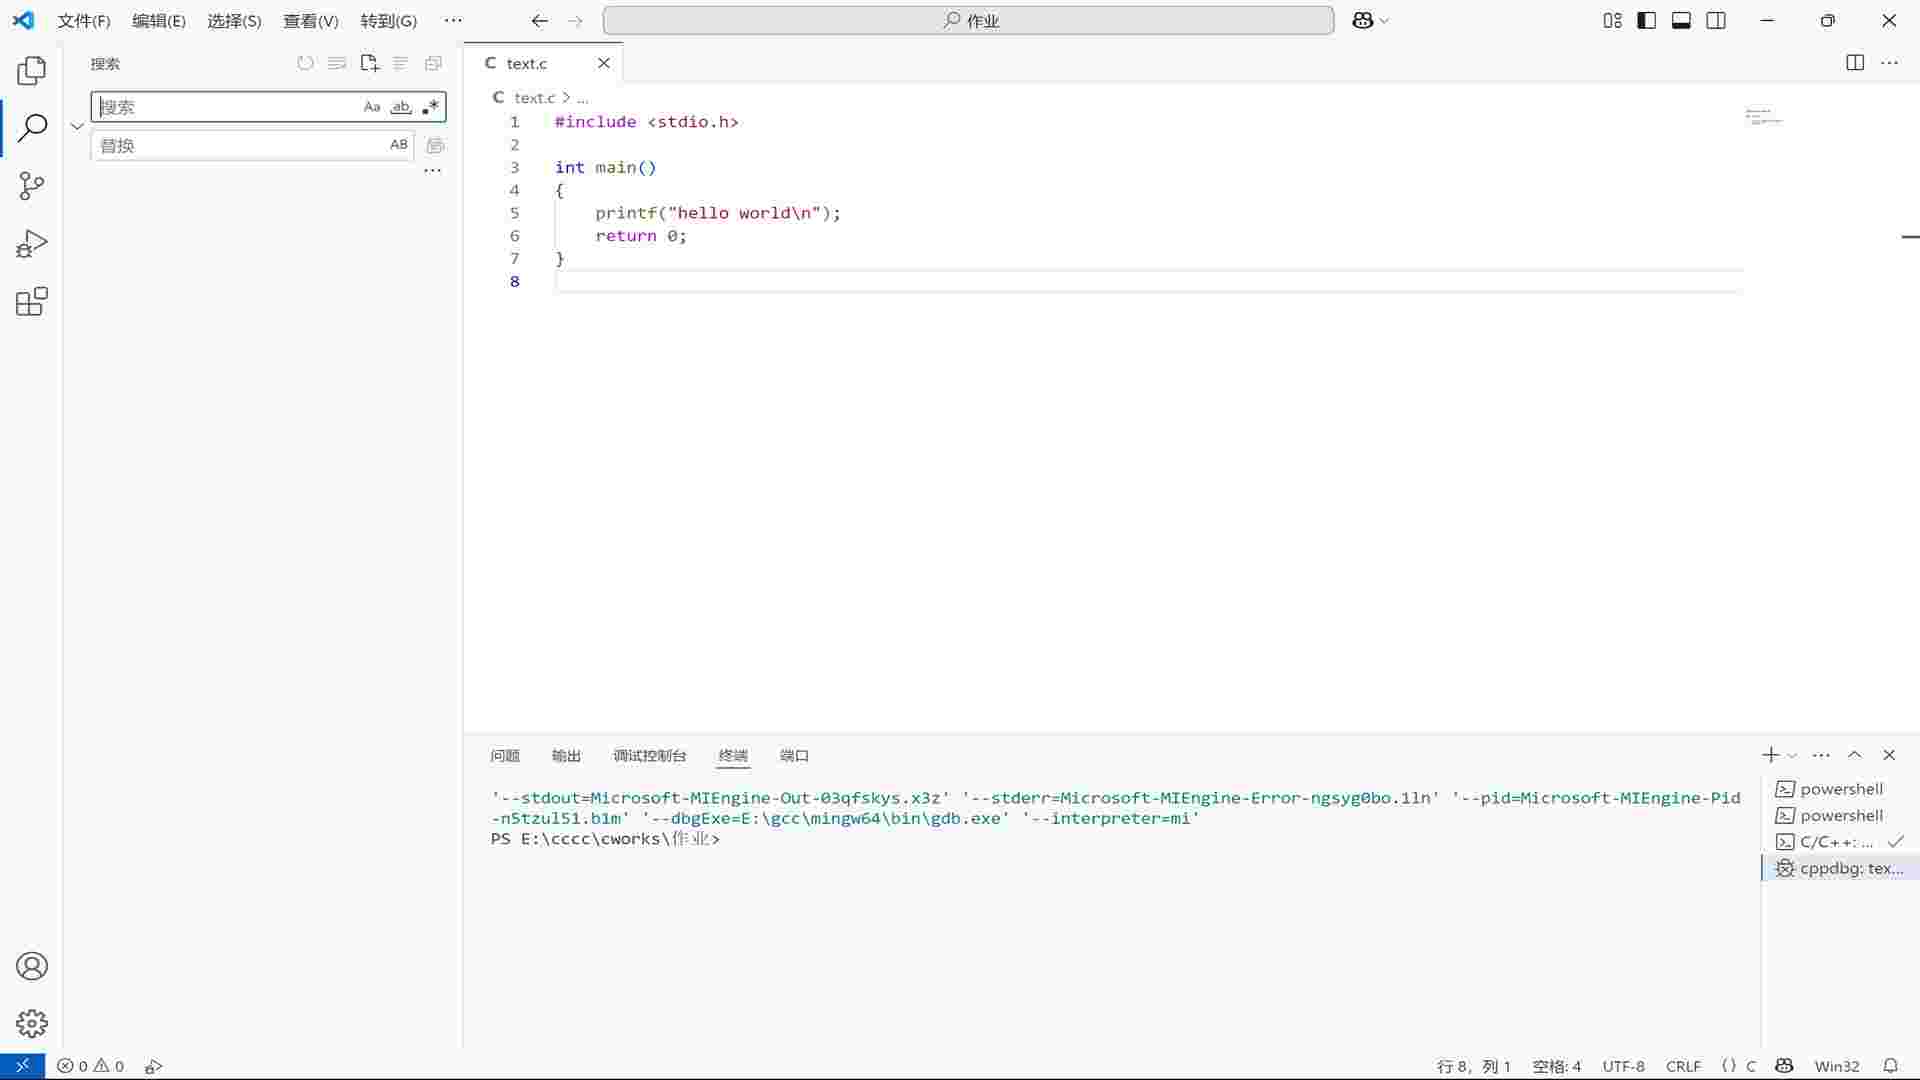 文件(F) 编辑(E) 选择(S) 查看(V) 转到(G) ··· 作业
搜索
搜索 Aa ab .*
替换 AB
···
C text.c
C text.c > ...
1 #include <stdio.h>
2
3 int main()
4 {
5     printf("hello world\n");
6     return 0;
7 }
8
问题 输出 调试控制台 终端 端口
'--stdout=Microsoft-MIEngine-Out-03qfskys.x3z' '--stderr=Microsoft-MIEngine-Error-ngsyg0bo.1ln' '--pid=Microsoft-MIEngine-Pid
-n5tzul51.b1m' '--dbgExe=E:\gcc\mingw64\bin\gdb.exe' '--interpreter=mi'
PS E:\cccc\cworks\作业>
powershell
powershell
C/C++: ...
cppdbg: tex...
0 0 行 8, 列 1 空格: 4 UTF-8 CRLF {} C Win32